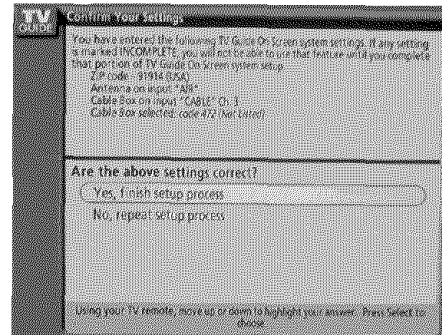 TV
GUIDE
Confirm Your Settings
You have entered the following TV Guide On Screen system settings. If any setting
is marked INCOMPLETE, you will not be able to use that feature until you complete
that portion of TV Guide On Screen system setup.
ZIP code - 91914 (USA)
Antenna on input "AIR"
Cable Box on input "CABLE" Ch. 3
Cable Box selected: code 472 (Not Listed)
Are the above settings correct?
Yes, finish setup process
No, repeat setup process
Using your TV remote, move up or down to highlight your answer. Press Select to
choose.